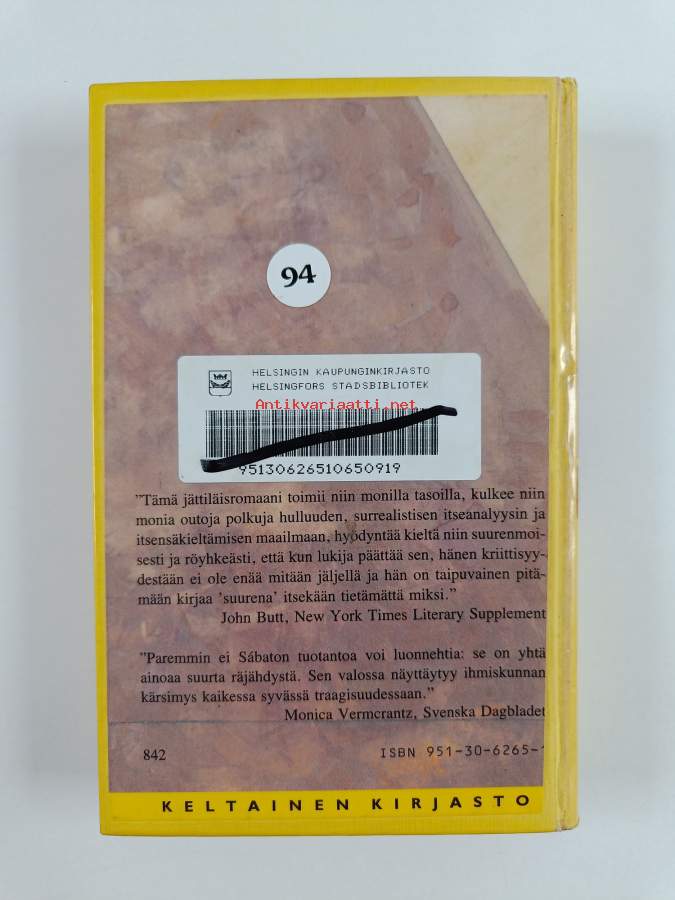 94
HELSINGIN KAUPUNGINKIRJASTO
HELSINGFORS STADSBIBLIOTEK
Antikvariaatti.net
95130626510650919
"Tämä jättiläisromaani toimii niin monilla tasoilla, kulkee niin
monia outoja polkuja hulluuden, surrealistisen itseanalyysin ja
itsensäkieltämisen maailmaan, hyödyntää kieltä niin suurenmoi-
sesti ja röyhkeästi, että kun lukija päättää sen, hänen kriittisyy-
destään ei ole enää mitään jäljellä ja hän on taipuvainen pitä-
mään kirjaa 'suurena' itsekään tietämättä miksi."
John Butt, New York Times Literary Supplement
"Paremmin ei Sábaton tuotantoa voi luonnehtia: se on yhtä
ainoaa suurta räjähdystä. Sen valossa näyttäytyy ihmiskunnan
kärsimys kaikessa syvässä traagisuudessaan."
Monica Vermcrantz, Svenska Dagbladet
842
ISBN 951-30-6265-1
KELTAINEN KIRJASTO